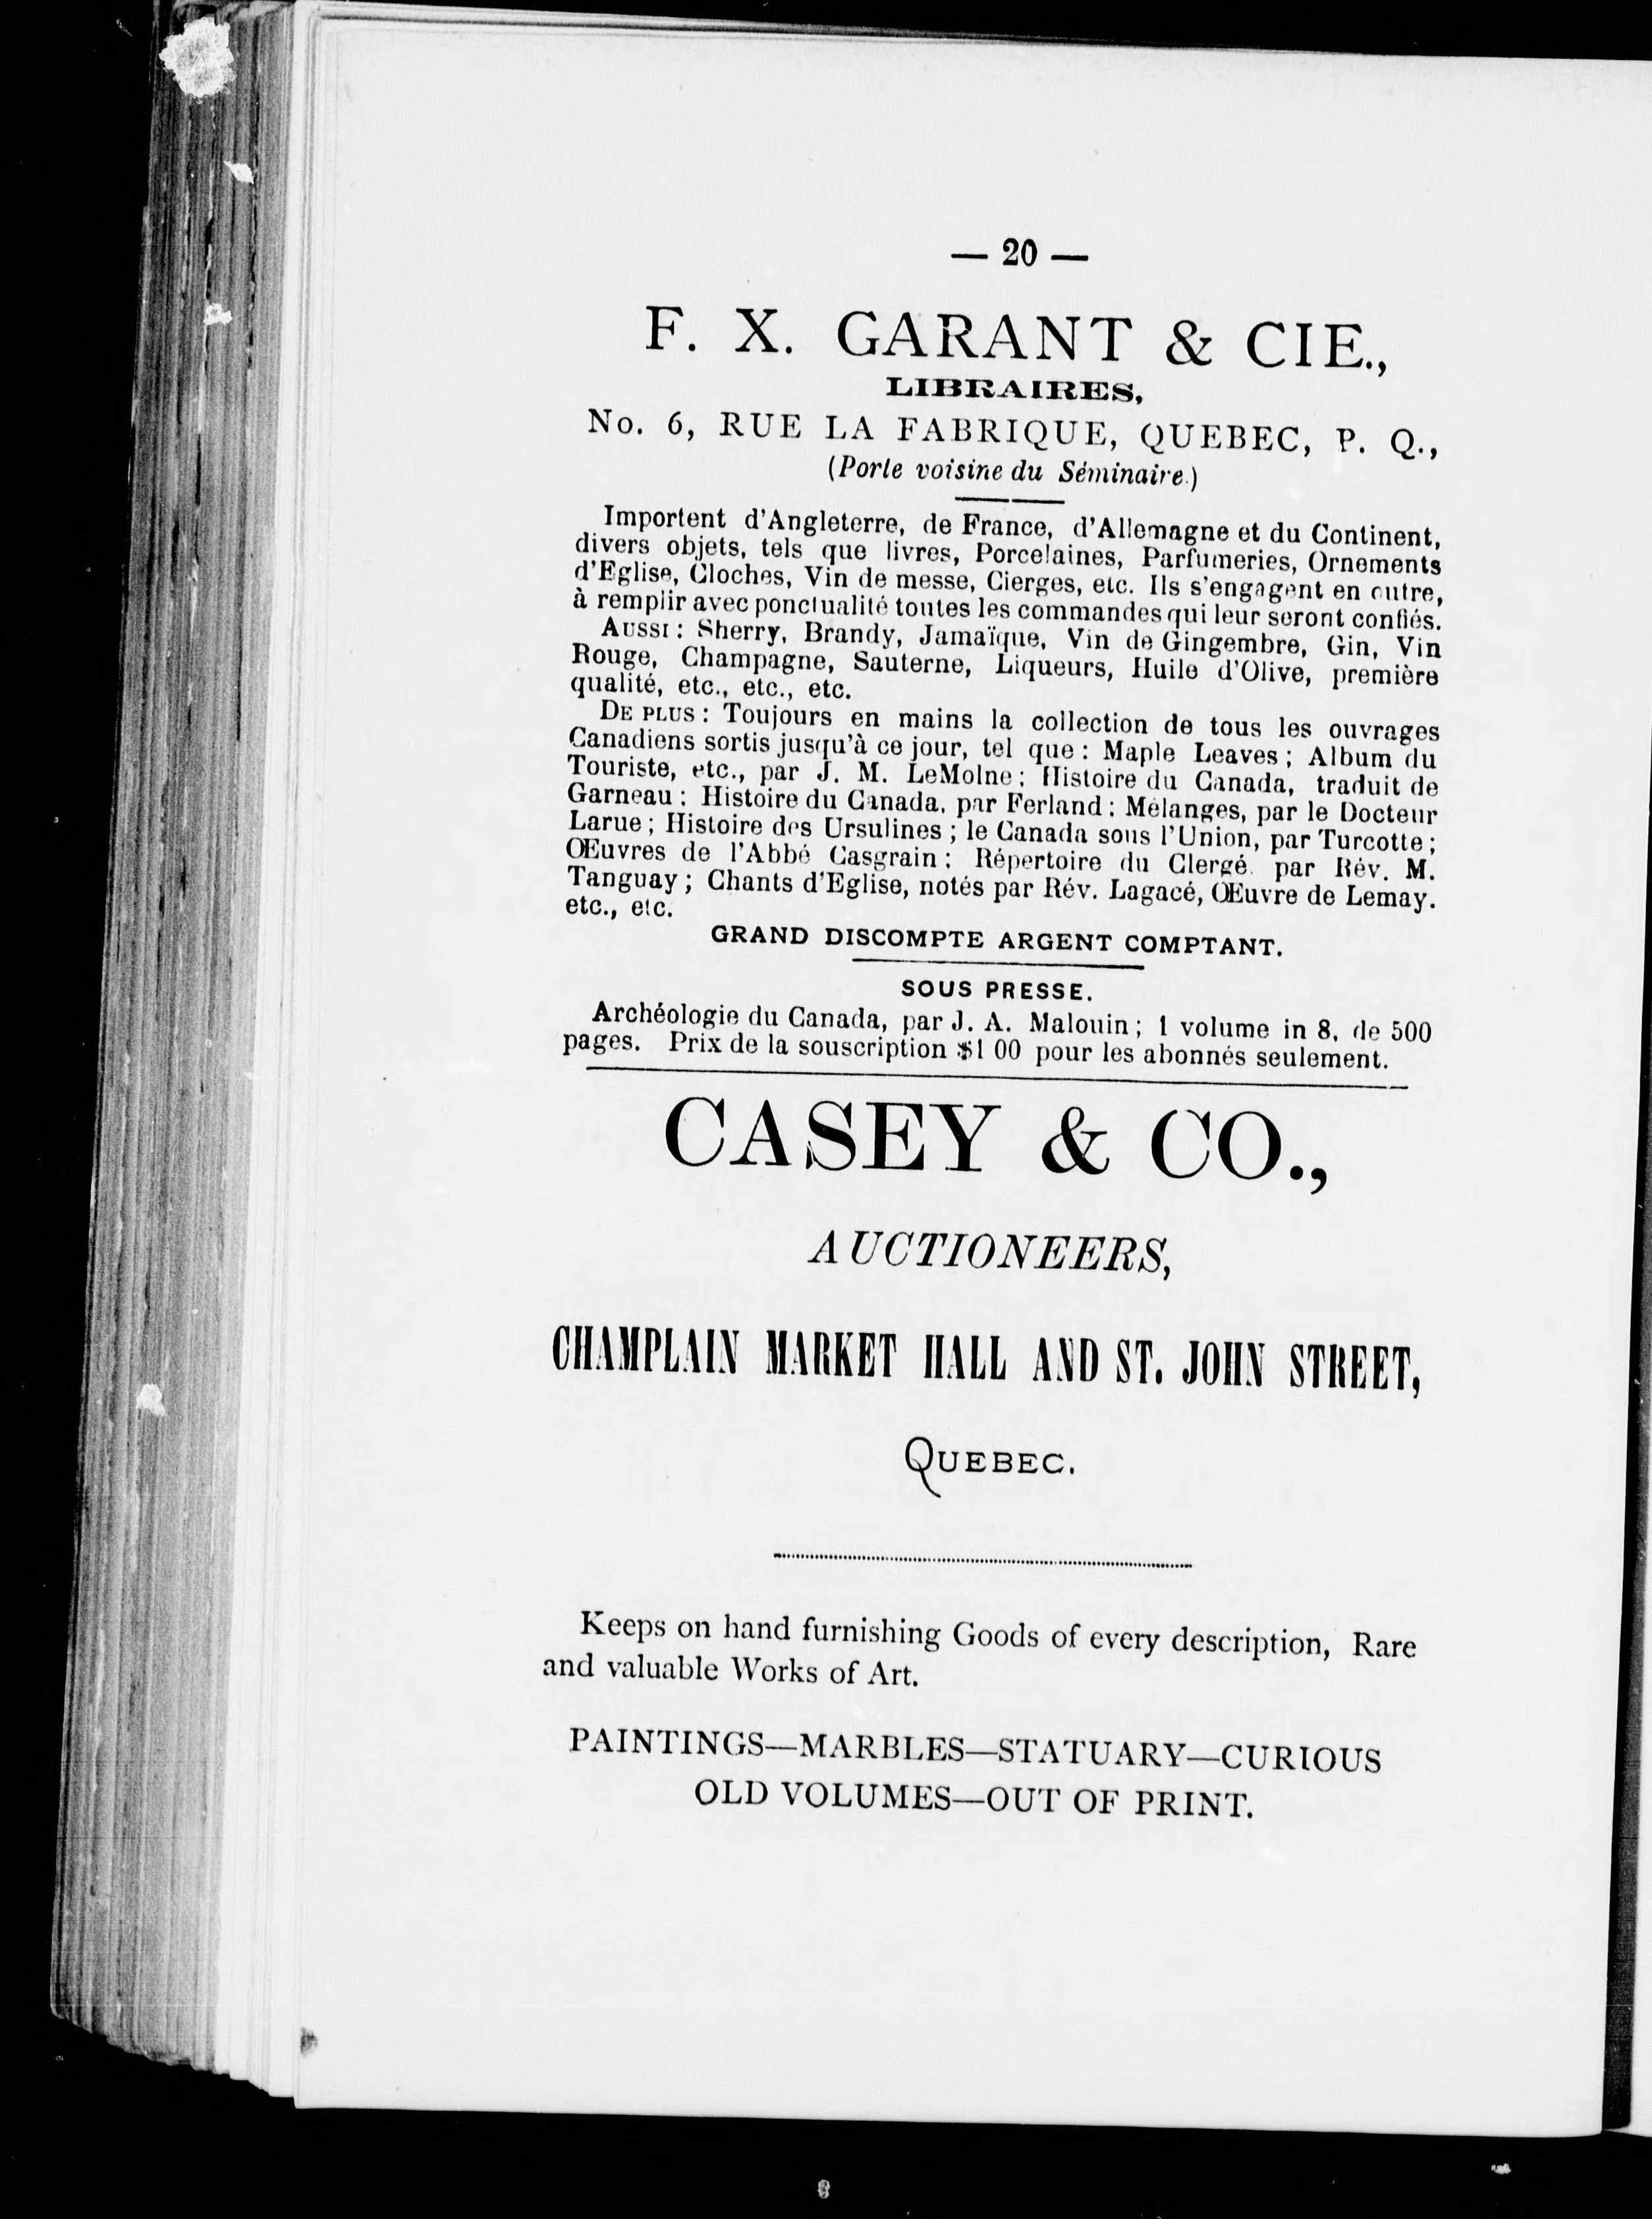 — 20 —
F. X. GARANT & CIE.,
LIBRAIRES,
No. 6, RUE LA FABRIQUE, QUEBEC, P. Q.,
(Porte voisine du Séminaire.)
Importent d'Angleterre, de France, d'Allemagne et du Continent,
divers objets, tels que livres, Porcelaines, Parfumeries, Ornements
d'Eglise, Cloches, Vin de messe, Cierges, etc. Ils s'engagent en outre,
à remplir avec ponctualité toutes les commandes qui leur seront confiés.
AUSSI : Sherry, Brandy, Jamaïque, Vin de Gingembre, Gin, Vin
Rouge, Champagne, Sauterne, Liqueurs, Huile d'Olive, première
qualité, etc., etc., etc.
DE PLUS : Toujours en mains la collection de tous les ouvrages
Canadiens sortis jusqu'à ce jour, tel que : Maple Leaves ; Album du
Touriste, etc., par J. M. LeMoIne ; Histoire du Canada, traduit de
Garneau ; Histoire du Canada, par Ferland ; Mélanges, par le Docteur
Larue ; Histoire des Ursulines ; le Canada sous l'Union, par Turcotte ;
Œuvres de l'Abbé Casgrain ; Répertoire du Clergé. par Rév. M.
Tanguay ; Chants d'Eglise, notés par Rév. Lagacé, Œuvre de Lemay.
etc., etc.
GRAND DISCOMPTE ARGENT COMPTANT.
SOUS PRESSE.
Archéologie du Canada, par J. A. Malouin ; 1 volume in 8, de 500
pages. Prix de la souscription $1 00 pour les abonnés seulement.
CASEY & CO.,
AUCTIONEERS,
CHAMPLAIN MARKET HALL AND ST. JOHN STREET,
QUEBEC.
Keeps on hand furnishing Goods of every description, Rare
and valuable Works of Art.
PAINTINGS—MARBLES—STATUARY—CURIOUS
OLD VOLUMES—OUT OF PRINT.